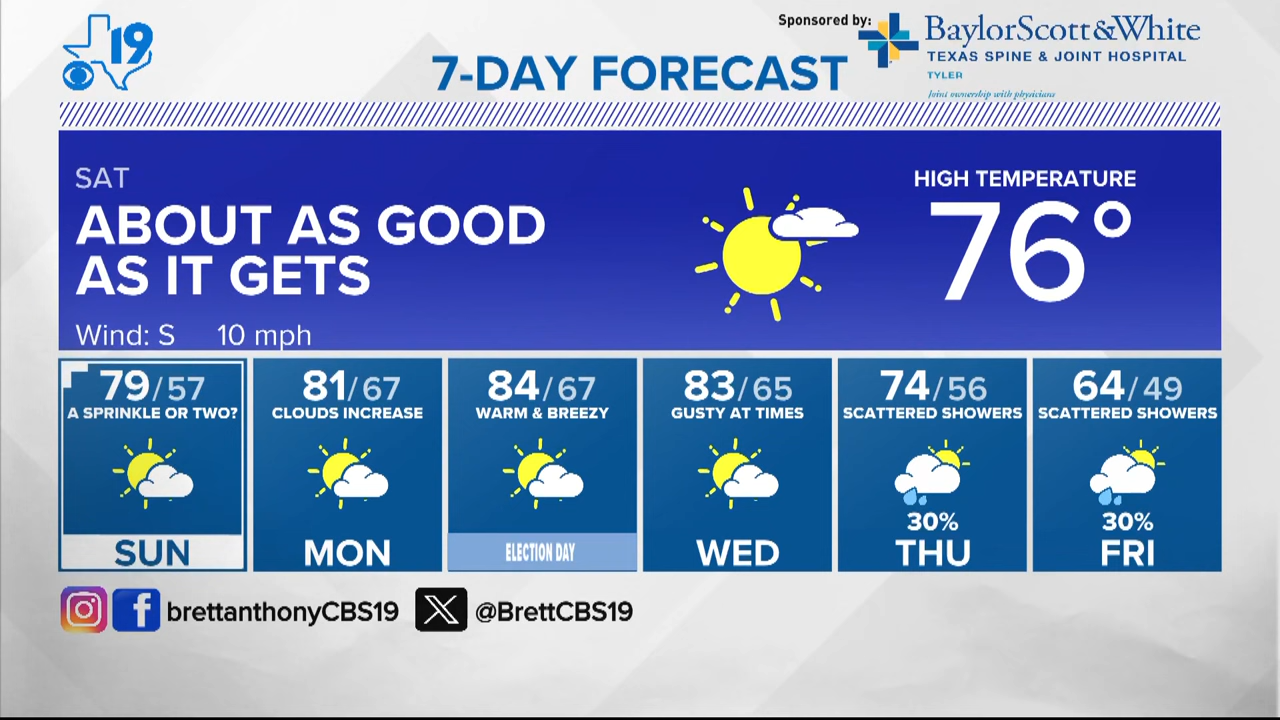 19
Sponsored by:
BaylorScott&White
TEXAS SPINE & JOINT HOSPITAL
TYLER
Joint ownership with physicians
7-DAY FORECAST
SAT
ABOUT AS GOOD
AS IT GETS
Wind: S 10 mph
HIGH TEMPERATURE
76°
79/57
A SPRINKLE OR TWO?
SUN
81/67
CLOUDS INCREASE
MON
84/67
WARM & BREEZY
ELECTION DAY
83/65
GUSTY AT TIMES
WED
74/56
SCATTERED SHOWERS
30%
THU
64/49
SCATTERED SHOWERS
30%
FRI
brettanthonyCBS19
@BrettCBS19